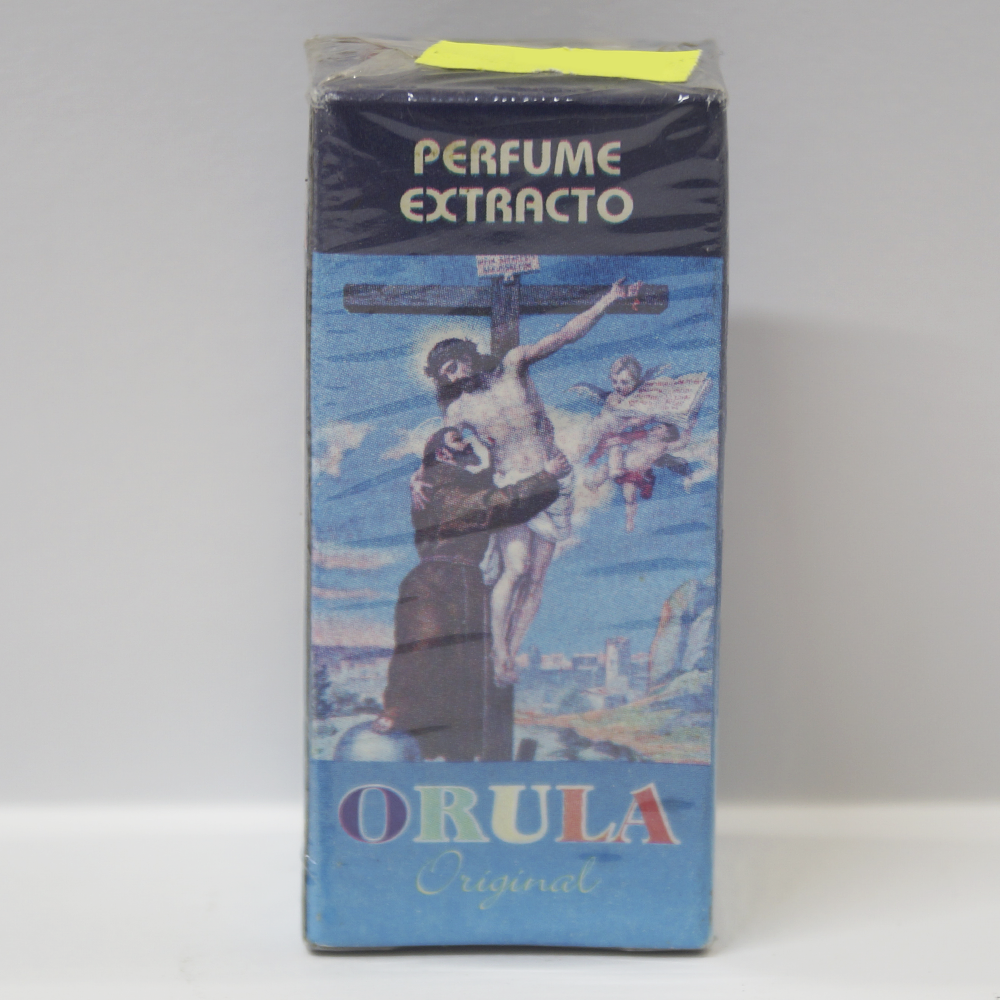 PERFUME
EXTRACTO
ORULA
Original